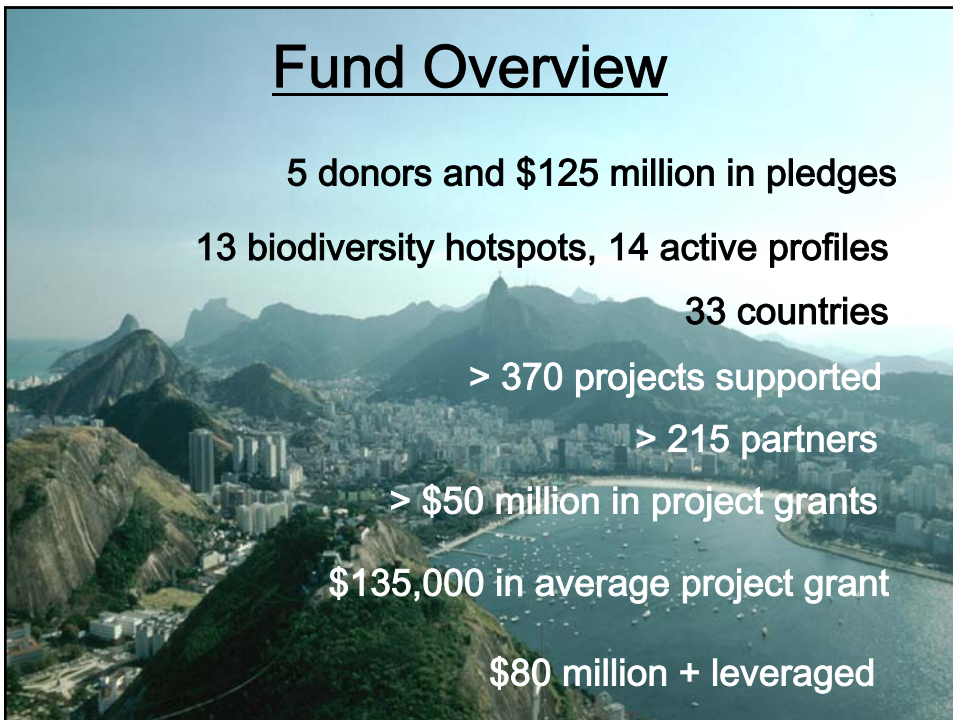 Fund Overview
5 donors and $125 million in pledges
13 biodiversity hotspots, 14 active profiles
33 countries
> 370 projects supported
> 215 partners
> $50 million in project grants
$135,000 in average project grant
$80 million + leveraged